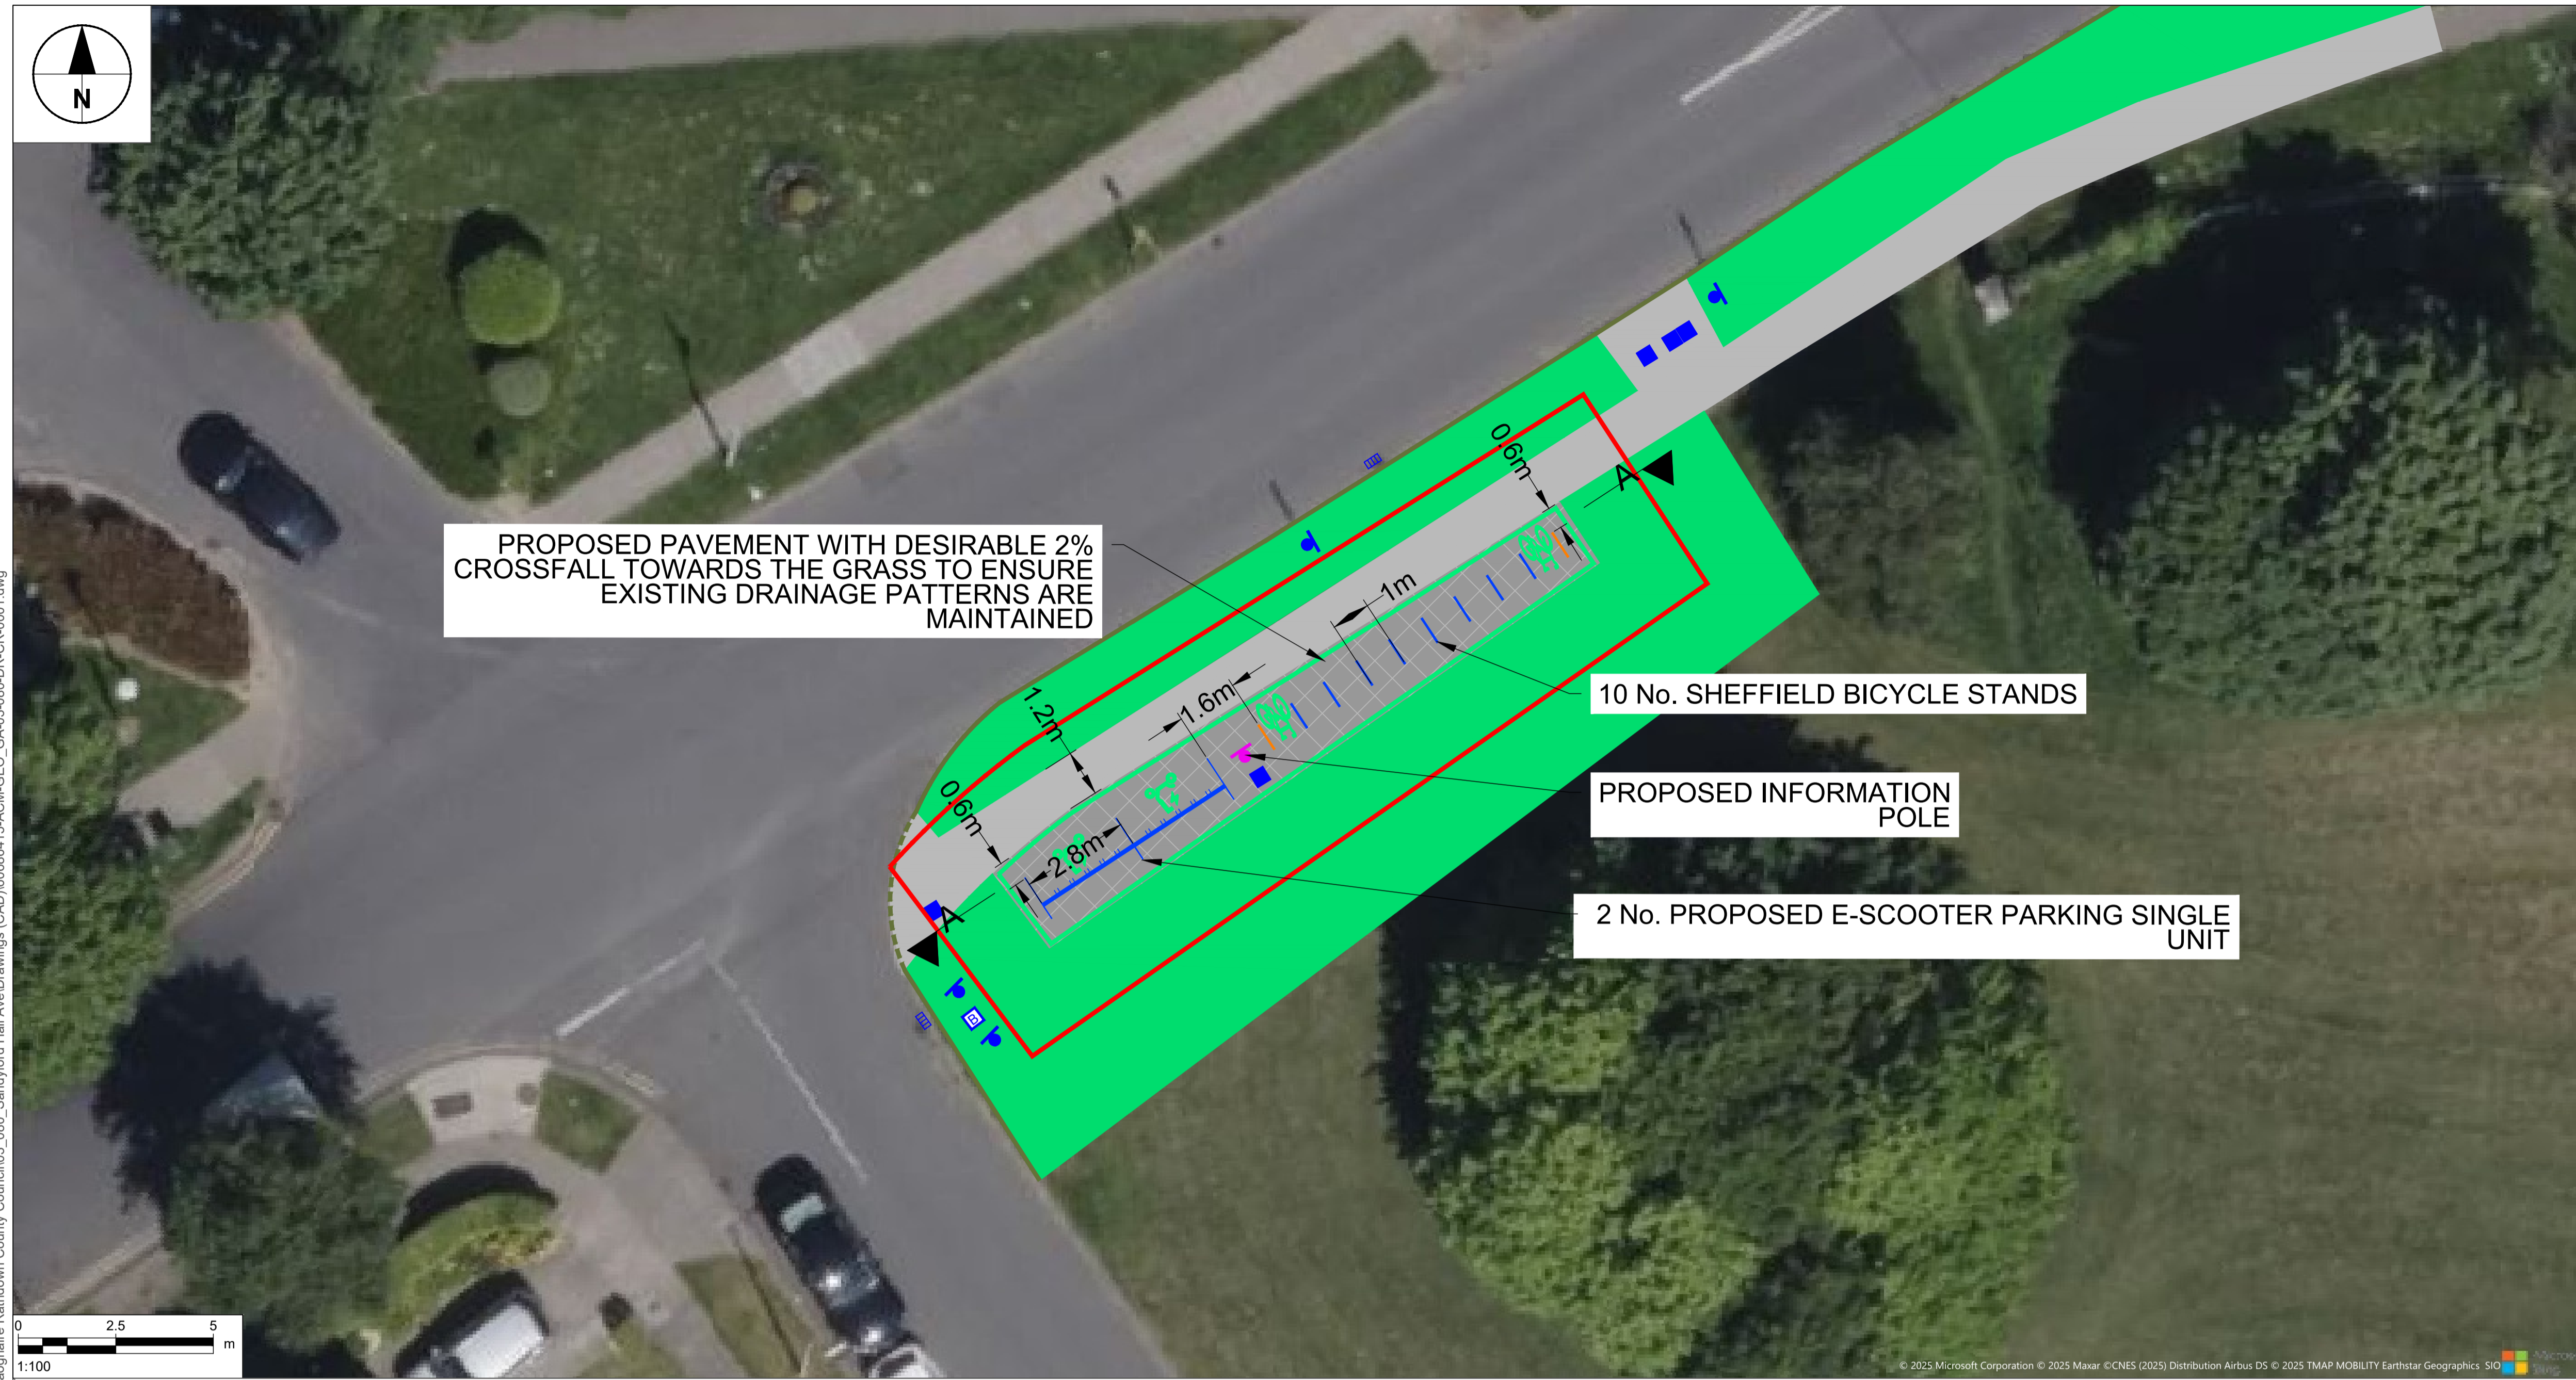 N
PROPOSED PAVEMENT WITH DESIRABLE 2%
CROSSFALL TOWARDS THE GRASS TO ENSURE
EXISTING DRAINAGE PATTERNS ARE
MAINTAINED
0.6m
A
1m
10 No. SHEFFIELD BICYCLE STANDS
1.6m
1.2m
PROPOSED INFORMATION
POLE
0.6m
2.8m
2 No. PROPOSED E-SCOOTER PARKING SINGLE
UNIT
A
B
0 2.5 5
m
1:100
© 2025 Microsoft Corporation © 2025 Maxar ©CNES (2025) Distribution Airbus DS © 2025 TMAP MOBILITY Earthstar Geographics SIO